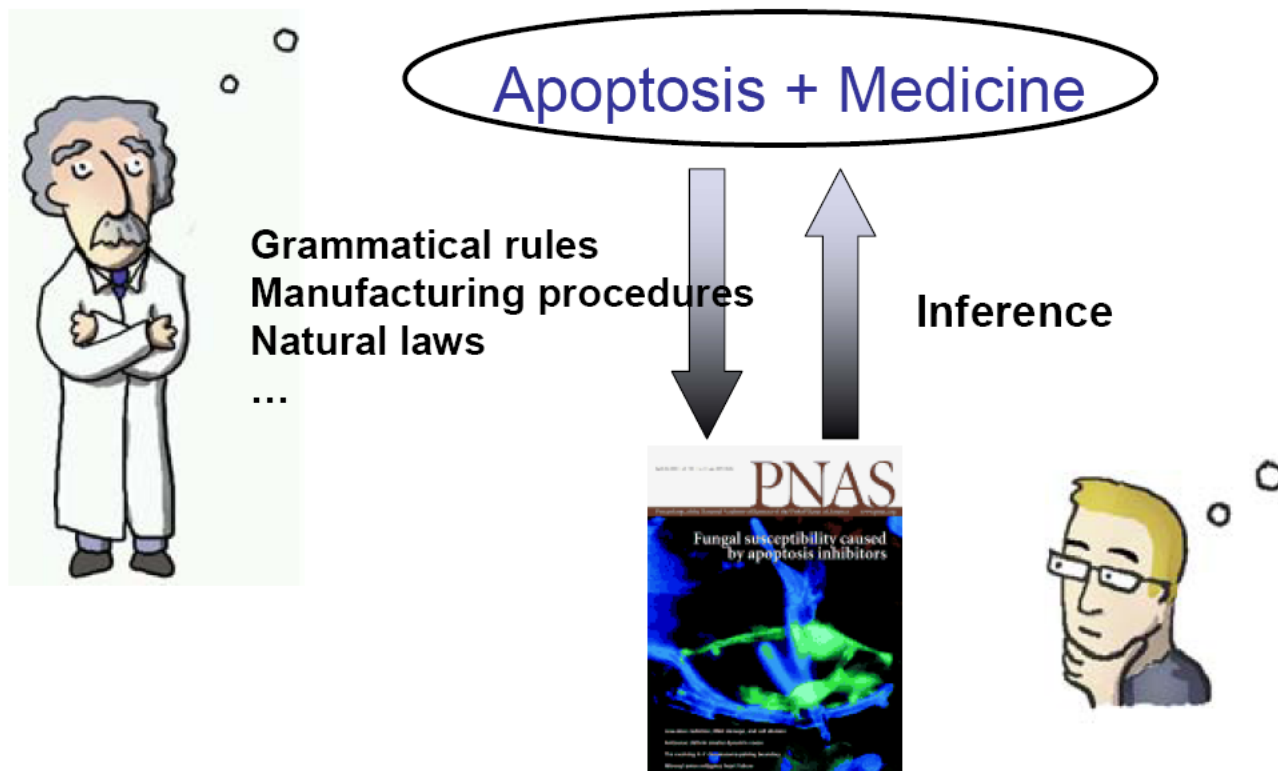 Apoptosis + Medicine
Grammatical rules
Manufacturing procedures
Natural laws
...
Inference
PNAS
Fungal susceptibility caused
by apoptosis inhibitors